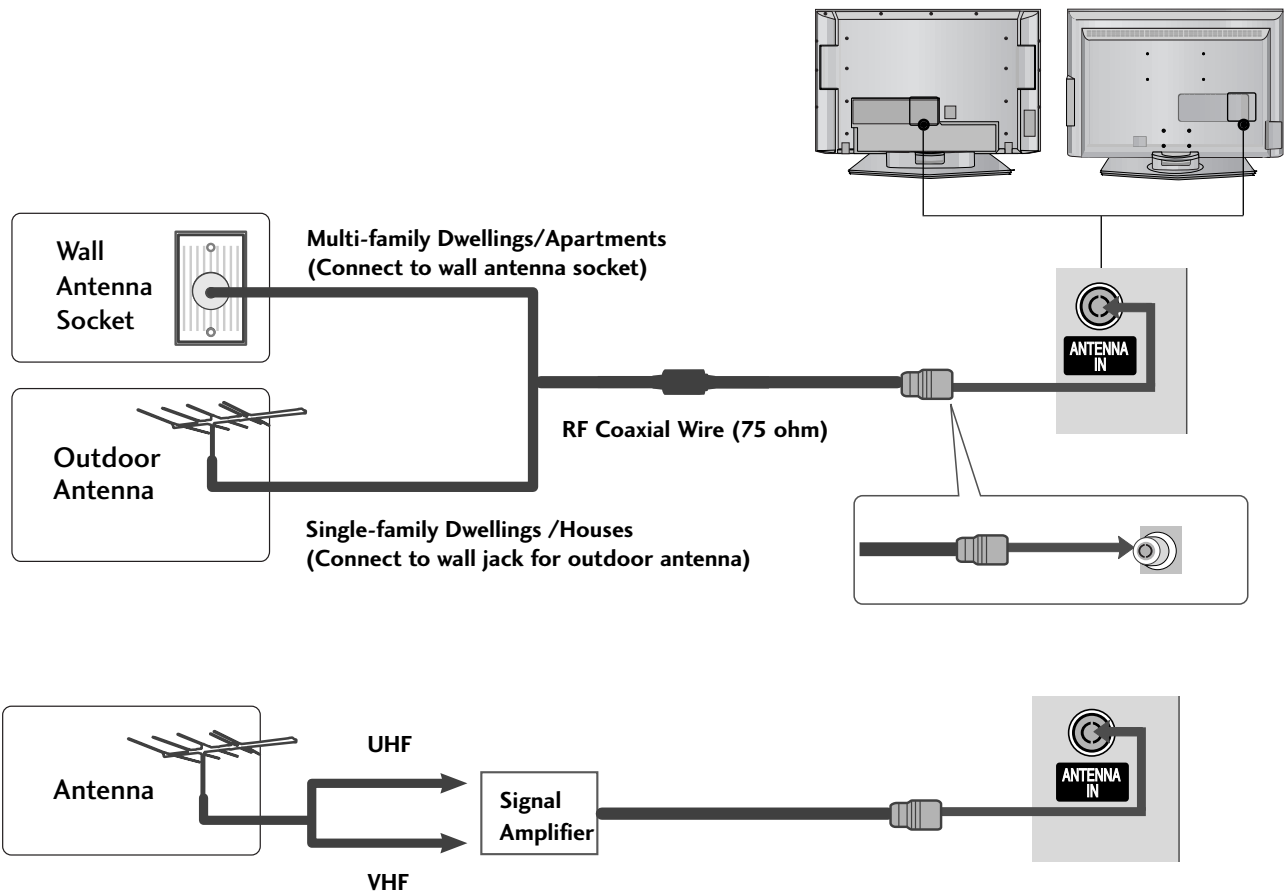 Wall
Antenna
Socket
Multi-family Dwellings/Apartments
(Connect to wall antenna socket)
ANTENNA
IN
RF Coaxial Wire (75 ohm)
Outdoor
Antenna
Single-family Dwellings /Houses
(Connect to wall jack for outdoor antenna)
Antenna
UHF
VHF
Signal
Amplifier
ANTENNA
IN